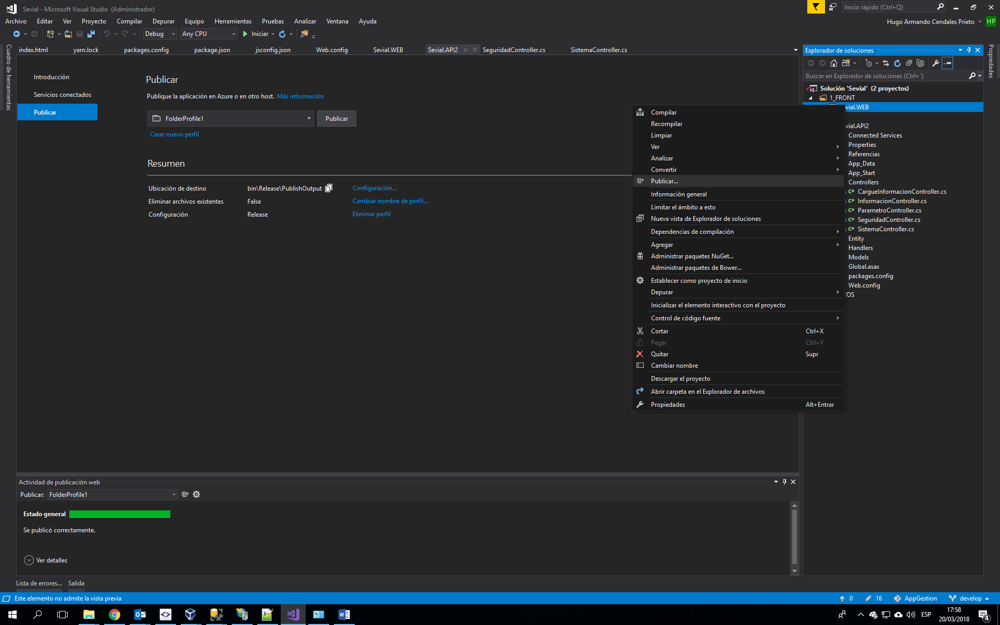 Sevial - Microsoft Visual Studio (Administrador)
Inicio rápido (Ctrl+Q)
Archivo Editar Ver Proyecto Compilar Depurar Equipo Herramientas Pruebas Analizar Ventana Ayuda
Hugo Armando Cendales Prieto HP
Debug Any CPU Iniciar
Cuadro de herramientas
index.html yarn.lock packages.config package.json jsconfig.json Web.config Sevial.WEB Sevial.API2 SeguridadController.cs SistemaController.cs
Introducción
Servicios conectados
Publicar
Publicar
Publique la aplicación en Azure o en otro host. Más información
FolderProfile1 Publicar
Crear nuevo perfil
Resumen
Ubicación de destino bin\Release\PublishOutput Configuración...
Eliminar archivos existentes False Cambiar nombre de perfil...
Configuración Release Eliminar perfil
Compilar
Recompilar
Limpiar
Ver
Analizar
Convertir
Publicar...
Información general
Limitar el ámbito a esto
Nueva vista de Explorador de soluciones
Dependencias de compilación
Agregar
Administrar paquetes NuGet...
Administrar paquetes de Bower...
Establecer como proyecto de inicio
Depurar
Inicializar el elemento interactivo con el proyecto
Control de código fuente
Cortar Ctrl+X
Pegar Ctrl+V
Quitar Supr
Cambiar nombre
Descargar el proyecto
Abrir carpeta en el Explorador de archivos
Propiedades Alt+Entrar
Explorador de soluciones
Buscar en Explorador de soluciones (Ctrl+´)
Solución 'Sevial' (2 proyectos)
1_FRONT
vial.WEB
vial.API2
Connected Services
Properties
Referencias
App_Data
App_Start
Controllers
C# CargueInformacionController.cs
C# InformacionController.cs
C# ParametroController.cs
C# SeguridadController.cs
C# SistemaController.cs
Entity
Handlers
Models
Global.asax
packages.config
Web.config
TOS
Propiedades
Actividad de publicación web
Publicar: FolderProfile1
Estado general
Se publicó correctamente.
Ver detalles
Lista de errores... Salida
Este elemento no admite la vista previa
0 16 AppGestion develop
ESP
17:58
20/03/2018
4